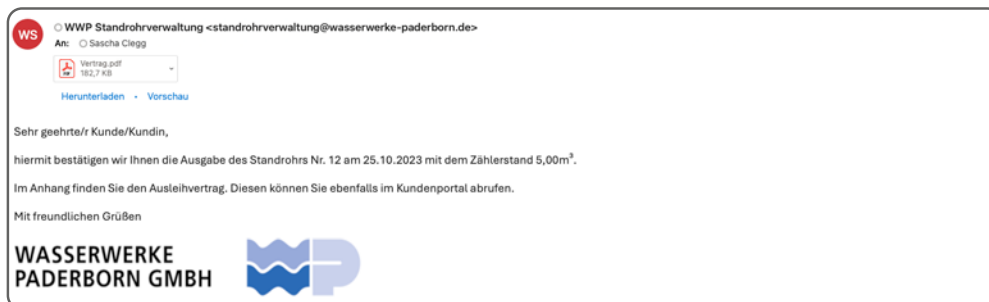 WS
WWP Standrohrverwaltung <standrohrverwaltung@wasserwerke-paderborn.de>
An: Sascha Clegg
Vertrag.pdf
182,7 KB
Herunterladen • Vorschau
Sehr geehrte/r Kunde/Kundin,
hiermit bestätigen wir Ihnen die Ausgabe des Standrohrs Nr. 12 am 25.10.2023 mit dem Zählerstand 5,00m³.
Im Anhang finden Sie den Ausleihvertrag. Diesen können Sie ebenfalls im Kundenportal abrufen.
Mit freundlichen Grüßen
WASSERWERKE
PADERBORN GMBH
WP